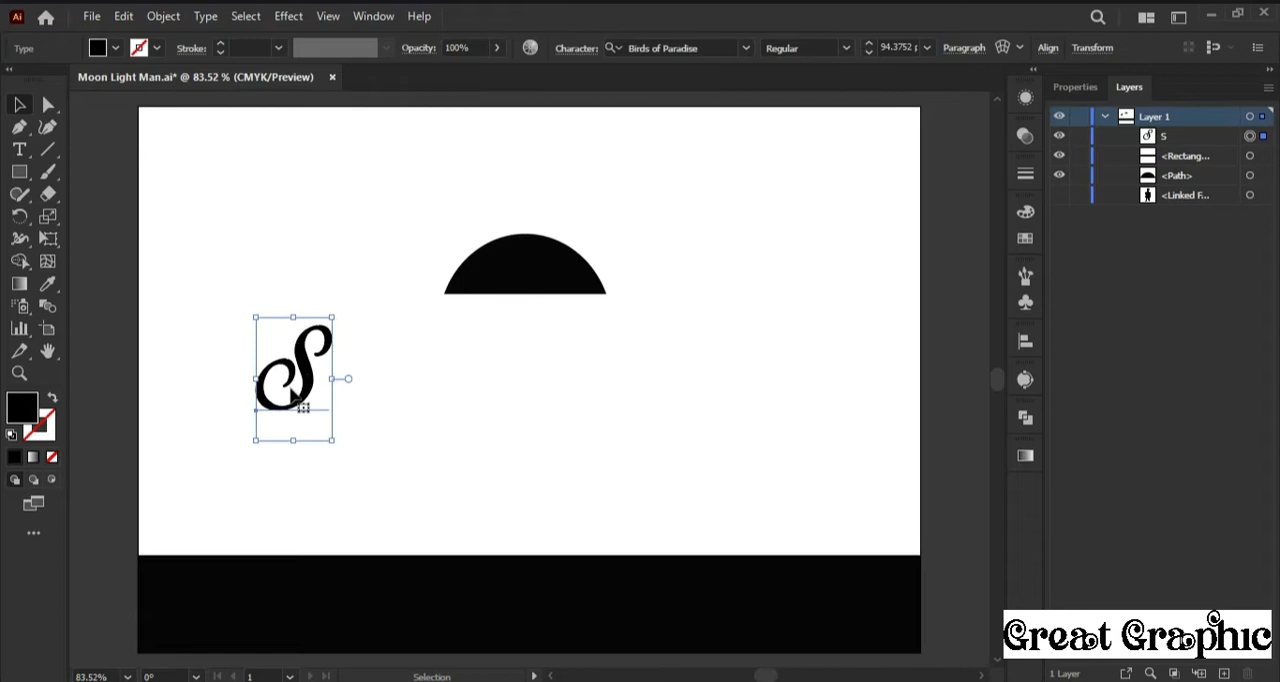 Ai File Edit Object Type Select Effect View Window Help
Type Stroke: Opacity: 100% Character: Birds of Paradise Regular 94.3752 Paragraph Align Transform
Moon Light Man.ai* @ 83.52 % (CMYK/Preview) ×
Properties Layers
Layer 1
S
<Rectang...
<Path>
<Linked F...
S
Great Graphic
83.52% 0° 1 Selection 1 Layer